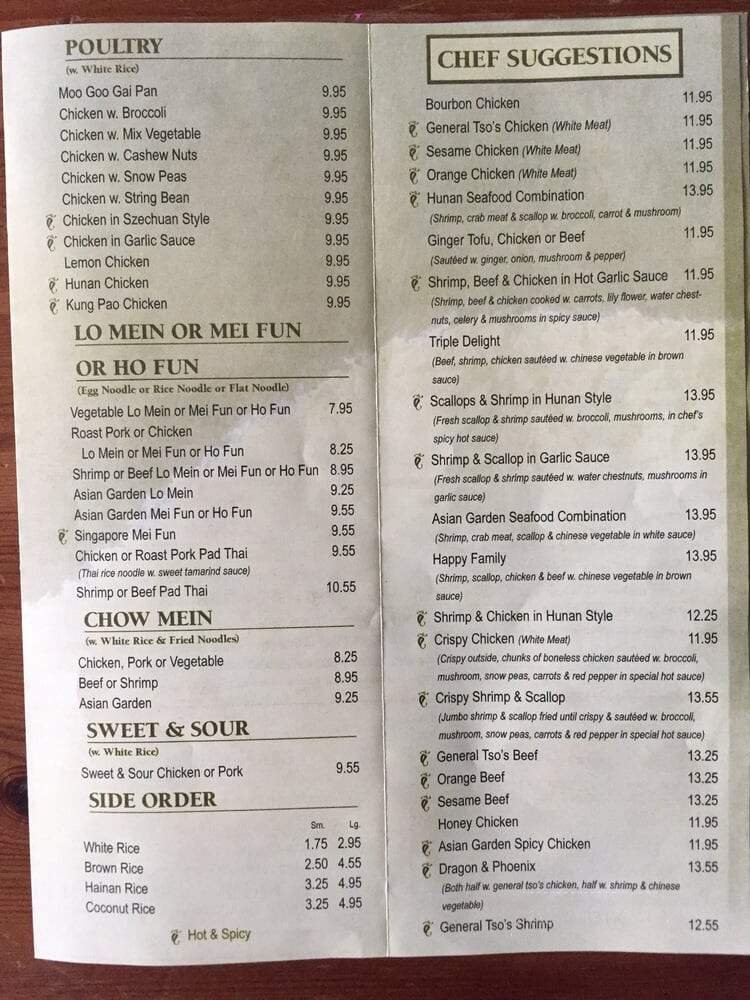 POULTRY
(w. White Rice)
Moo Goo Gai Pan 9.95
Chicken w. Broccoli 9.95
Chicken w. Mix Vegetable 9.95
Chicken w. Cashew Nuts 9.95
Chicken w. Snow Peas 9.95
Chicken w. String Bean 9.95
Chicken in Szechuan Style 9.95
Chicken in Garlic Sauce 9.95
Lemon Chicken 9.95
Hunan Chicken 9.95
Kung Pao Chicken 9.95
LO MEIN OR MEI FUN
OR HO FUN
(Egg Noodle or Rice Noodle or Flat Noodle)
Vegetable Lo Mein or Mei Fun or Ho Fun 7.95
Roast Pork or Chicken
Lo Mein or Mei Fun or Ho Fun 8.25
Shrimp or Beef Lo Mein or Mei Fun or Ho Fun 8.95
Asian Garden Lo Mein 9.25
Asian Garden Mei Fun or Ho Fun 9.55
Singapore Mei Fun 9.55
Chicken or Roast Pork Pad Thai 9.55
(Thai rice noodle w. sweet tamarind sauce)
Shrimp or Beef Pad Thai 10.55
CHOW MEIN
(w. White Rice & Fried Noodles)
Chicken, Pork or Vegetable 8.25
Beef or Shrimp 8.95
Asian Garden 9.25
SWEET & SOUR
(w. White Rice)
Sweet & Sour Chicken or Pork 9.55
SIDE ORDER
Sm. Lg.
White Rice 1.75 2.95
Brown Rice 2.50 4.55
Hainan Rice 3.25 4.95
Coconut Rice 3.25 4.95
Hot & Spicy
CHEF SUGGESTIONS
Bourbon Chicken 11.95
General Tso's Chicken (White Meat) 11.95
Sesame Chicken (White Meat) 11.95
Orange Chicken (White Meat) 11.95
Hunan Seafood Combination 13.95
(Shrimp, crab meat & scallop w. broccoli, carrot & mushroom)
Ginger Tofu, Chicken or Beef 11.95
(Sautéed w. ginger, onion, mushroom & pepper)
Shrimp, Beef & Chicken in Hot Garlic Sauce 11.95
(Shrimp, beef & chicken cooked w. carrots, lily flower, water chest-
nuts, celery & mushrooms in spicy sauce)
Triple Delight 11.95
(Beef, shrimp, chicken sautéed w. chinese vegetable in brown
sauce)
Scallops & Shrimp in Hunan Style 13.95
(Fresh scallop & shrimp sautéed w. broccoli, mushrooms, in chef's
spicy hot sauce)
Shrimp & Scallop in Garlic Sauce 13.95
(Fresh scallop & shrimp sautéed w. water chestnuts, mushrooms in
garlic sauce)
Asian Garden Seafood Combination 13.95
(Shrimp, crab meat, scallop & chinese vegetable in white sauce)
Happy Family 13.95
(Shrimp, scallop, chicken & beef w. chinese vegetable in brown
sauce)
Shrimp & Chicken in Hunan Style 12.25
Crispy Chicken (White Meat) 11.95
(Crispy outside, chunks of boneless chicken sautéed w. broccoli,
mushroom, snow peas, carrots & red pepper in special hot sauce)
Crispy Shrimp & Scallop 13.55
(Jumbo shrimp & scallop fried until crispy & sautéed w. broccoli,
mushroom, snow peas, carrots & red pepper in special hot sauce)
General Tso's Beef 13.25
Orange Beef 13.25
Sesame Beef 13.25
Honey Chicken 11.95
Asian Garden Spicy Chicken 11.95
Dragon & Phoenix 13.55
(Both half w. general tso's chicken, half w. shrimp & chinese
vegetable)
General Tso's Shrimp 12.55